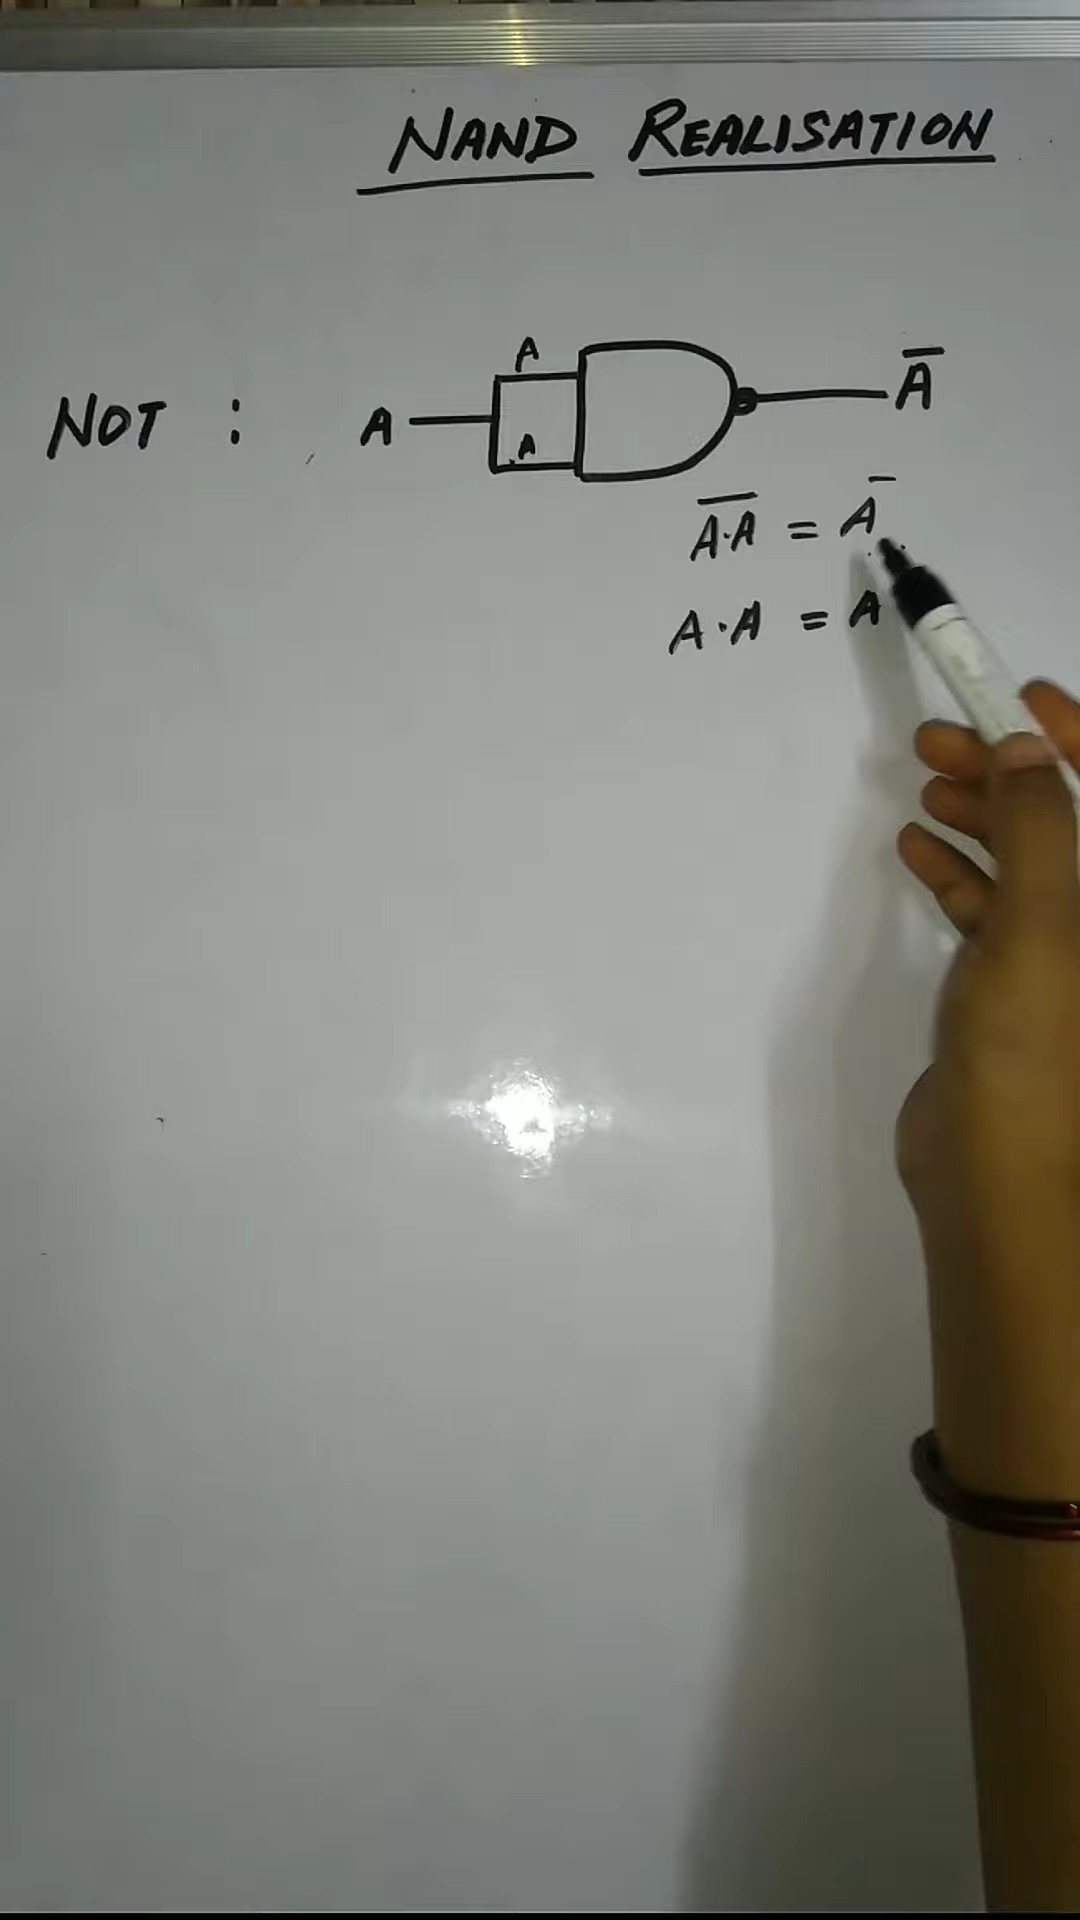 NAND REALISATION
A
NOT : A A̅
A
A̅·̅A̅ = A̅
A·A = A